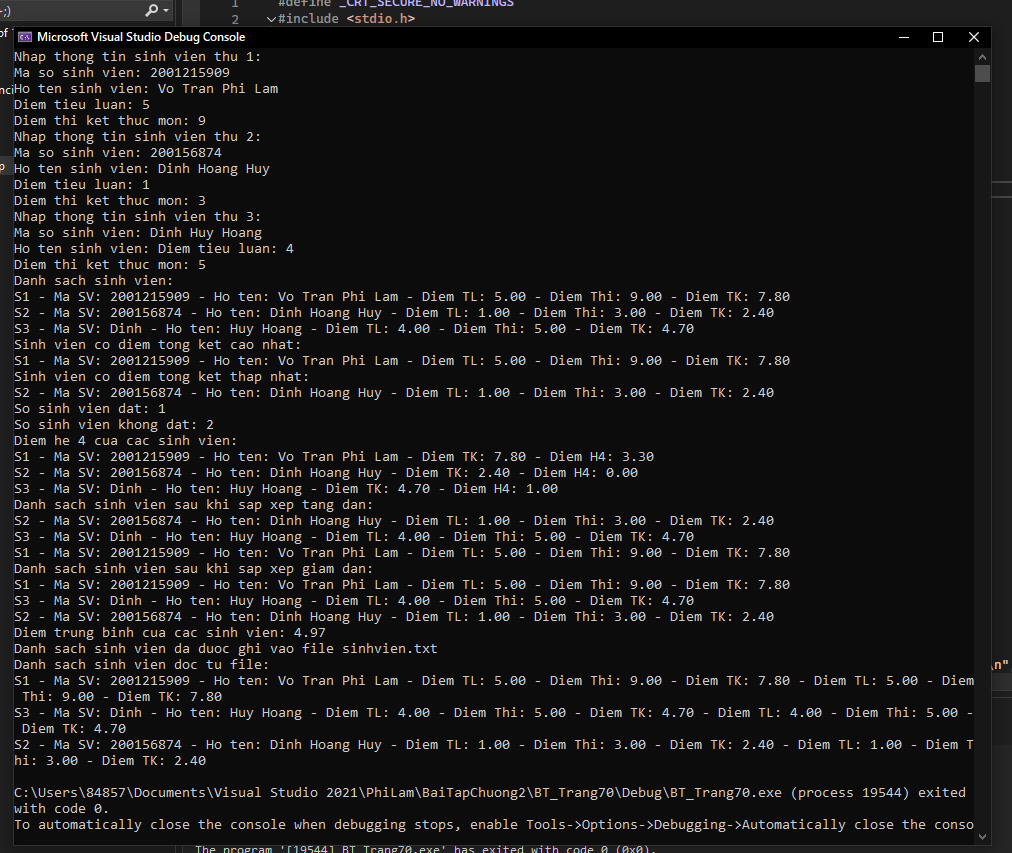 -;)
1 #define _CRT_SECURE_NO_WARNINGS
2 #include <stdio.h>
of
Microsoft Visual Studio Debug Console
Nhap thong tin sinh vien thu 1:
Ma so sinh vien: 2001215909
nci
Ho ten sinh vien: Vo Tran Phi Lam
Diem tieu luan: 5
Diem thi ket thuc mon: 9
Nhap thong tin sinh vien thu 2:
Ma so sinh vien: 200156874
p
Ho ten sinh vien: Dinh Hoang Huy
Diem tieu luan: 1
Diem thi ket thuc mon: 3
Nhap thong tin sinh vien thu 3:
Ma so sinh vien: Dinh Huy Hoang
Ho ten sinh vien: Diem tieu luan: 4
Diem thi ket thuc mon: 5
Danh sach sinh vien:
S1 - Ma SV: 2001215909 - Ho ten: Vo Tran Phi Lam - Diem TL: 5.00 - Diem Thi: 9.00 - Diem TK: 7.80
S2 - Ma SV: 200156874 - Ho ten: Dinh Hoang Huy - Diem TL: 1.00 - Diem Thi: 3.00 - Diem TK: 2.40
S3 - Ma SV: Dinh - Ho ten: Huy Hoang - Diem TL: 4.00 - Diem Thi: 5.00 - Diem TK: 4.70
Sinh vien co diem tong ket cao nhat:
S1 - Ma SV: 2001215909 - Ho ten: Vo Tran Phi Lam - Diem TL: 5.00 - Diem Thi: 9.00 - Diem TK: 7.80
Sinh vien co diem tong ket thap nhat:
S2 - Ma SV: 200156874 - Ho ten: Dinh Hoang Huy - Diem TL: 1.00 - Diem Thi: 3.00 - Diem TK: 2.40
So sinh vien dat: 1
So sinh vien khong dat: 2
Diem he 4 cua cac sinh vien:
S1 - Ma SV: 2001215909 - Ho ten: Vo Tran Phi Lam - Diem TK: 7.80 - Diem H4: 3.30
S2 - Ma SV: 200156874 - Ho ten: Dinh Hoang Huy - Diem TK: 2.40 - Diem H4: 0.00
S3 - Ma SV: Dinh - Ho ten: Huy Hoang - Diem TK: 4.70 - Diem H4: 1.00
Danh sach sinh vien sau khi sap xep tang dan:
S2 - Ma SV: 200156874 - Ho ten: Dinh Hoang Huy - Diem TL: 1.00 - Diem Thi: 3.00 - Diem TK: 2.40
S3 - Ma SV: Dinh - Ho ten: Huy Hoang - Diem TL: 4.00 - Diem Thi: 5.00 - Diem TK: 4.70
S1 - Ma SV: 2001215909 - Ho ten: Vo Tran Phi Lam - Diem TL: 5.00 - Diem Thi: 9.00 - Diem TK: 7.80
Danh sach sinh vien sau khi sap xep giam dan:
S1 - Ma SV: 2001215909 - Ho ten: Vo Tran Phi Lam - Diem TL: 5.00 - Diem Thi: 9.00 - Diem TK: 7.80
S3 - Ma SV: Dinh - Ho ten: Huy Hoang - Diem TL: 4.00 - Diem Thi: 5.00 - Diem TK: 4.70
S2 - Ma SV: 200156874 - Ho ten: Dinh Hoang Huy - Diem TL: 1.00 - Diem Thi: 3.00 - Diem TK: 2.40
Diem trung binh cua cac sinh vien: 4.97
Danh sach sinh vien da duoc ghi vao file sinhvien.txt
Danh sach sinh vien doc tu file:
\n"
S1 - Ma SV: 2001215909 - Ho ten: Vo Tran Phi Lam - Diem TL: 5.00 - Diem Thi: 9.00 - Diem TK: 7.80 - Diem TL: 5.00 - Diem
Thi: 9.00 - Diem TK: 7.80
S3 - Ma SV: Dinh - Ho ten: Huy Hoang - Diem TL: 4.00 - Diem Thi: 5.00 - Diem TK: 4.70 - Diem TL: 4.00 - Diem Thi: 5.00 -
Diem TK: 4.70
S2 - Ma SV: 200156874 - Ho ten: Dinh Hoang Huy - Diem TL: 1.00 - Diem Thi: 3.00 - Diem TK: 2.40 - Diem TL: 1.00 - Diem T
hi: 3.00 - Diem TK: 2.40
C:\Users\84857\Documents\Visual Studio 2021\PhiLam\BaiTapChuong2\BT_Trang70\Debug\BT_Trang70.exe (process 19544) exited
with code 0.
To automatically close the console when debugging stops, enable Tools->Options->Debugging->Automatically close the conso
The program '[19544] BT_Trang70.exe' has exited with code 0 (0x0).